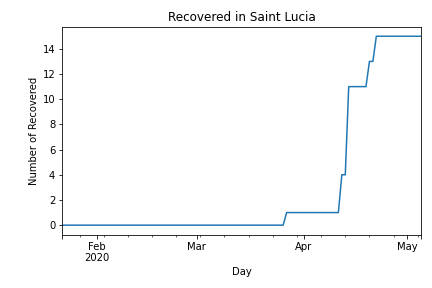 Recovered in Saint Lucia
Number of Recovered
14
12
10
8
6
4
2
0
Feb
2020
Mar
Apr
May
Day